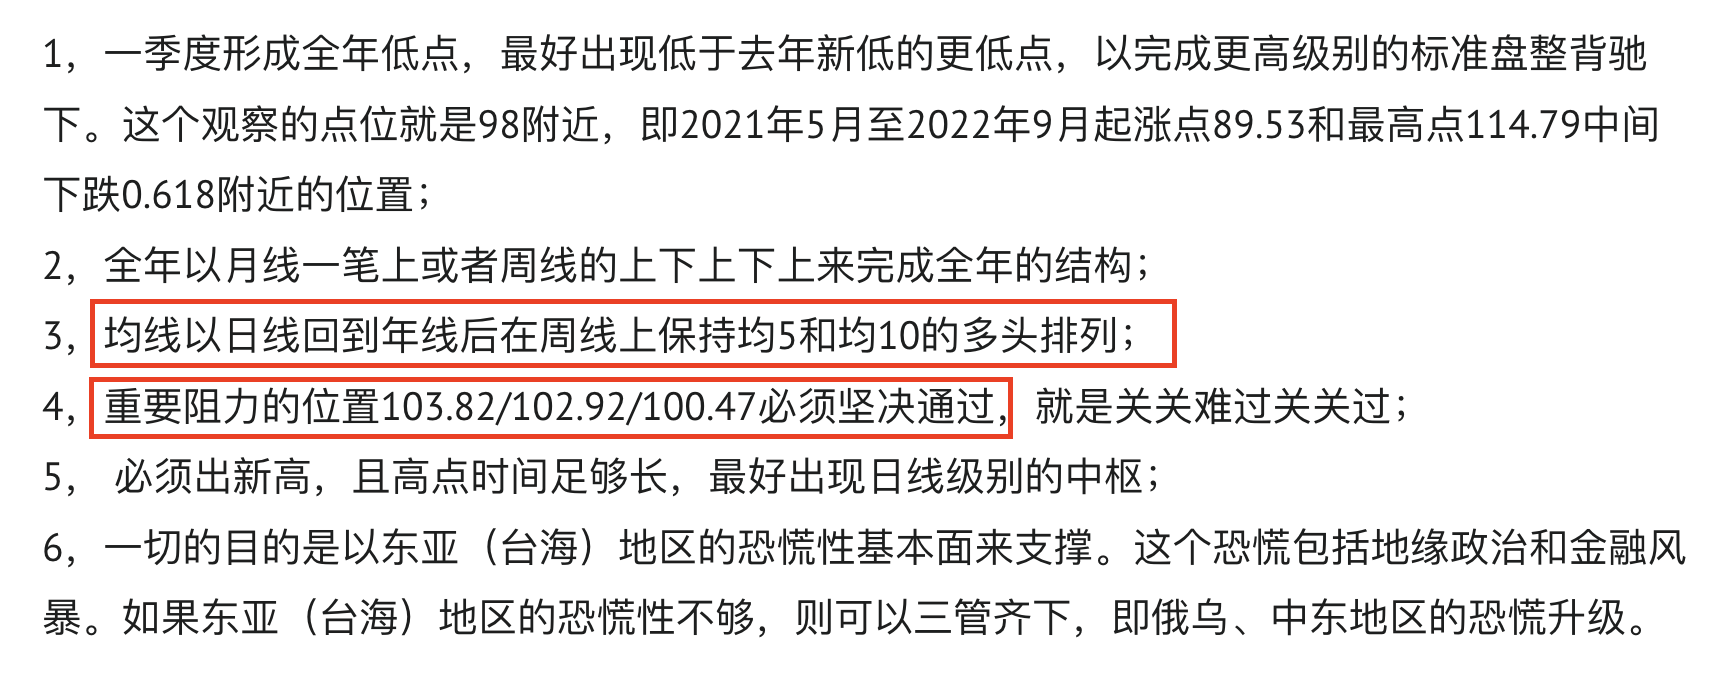 1，一季度形成全年低点，最好出现低于去年新低的更低点，以完成更高级别的标准盘整背驰
下。这个观察的点位就是98附近，即2021年5月至2022年9月起涨点89.53和最高点114.79中间
下跌0.618附近的位置；
2，全年以月线一笔上或者周线的上下上下上来完成全年的结构；
3，均线以日线回到年线后在周线上保持均5和均10的多头排列；
4，重要阻力的位置103.82/102.92/100.47必须坚决通过，就是关关难过关关过；
5， 必须出新高，且高点时间足够长，最好出现日线级别的中枢；
6，一切的目的是以东亚（台海）地区的恐慌性基本面来支撑。这个恐慌包括地缘政治和金融风
暴。如果东亚（台海）地区的恐慌性不够，则可以三管齐下，即俄乌、中东地区的恐慌升级。